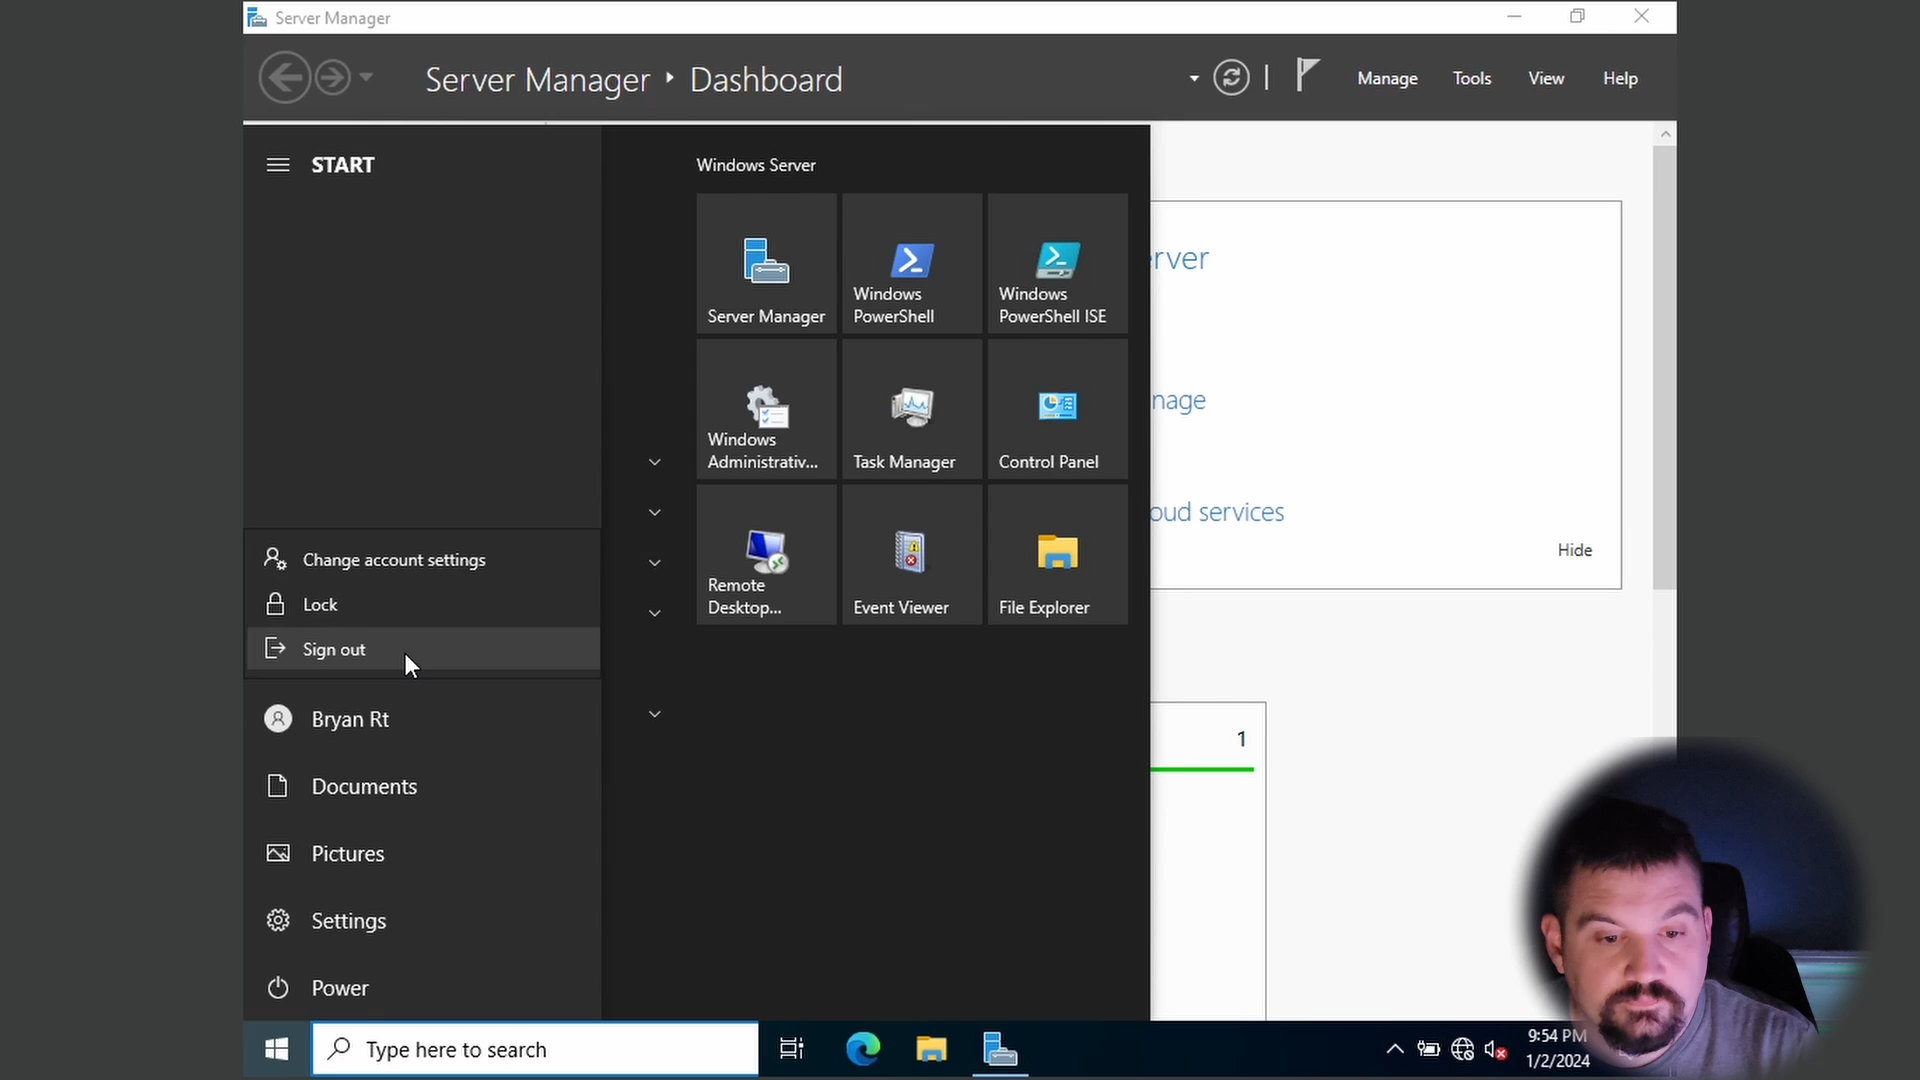 Server Manager
Server Manager ‣ Dashboard
Manage
Tools
View
Help
START
Windows Server
Server Manager
Windows
PowerShell
Windows
PowerShell ISE
Windows
Administrativ...
Task Manager
Control Panel
Remote
Desktop...
Event Viewer
File Explorer
rver
nage
oud services
Hide
1
Change account settings
Lock
Sign out
Bryan Rt
Documents
Pictures
Settings
Power
Type here to search
9:54 PM
1/2/2024